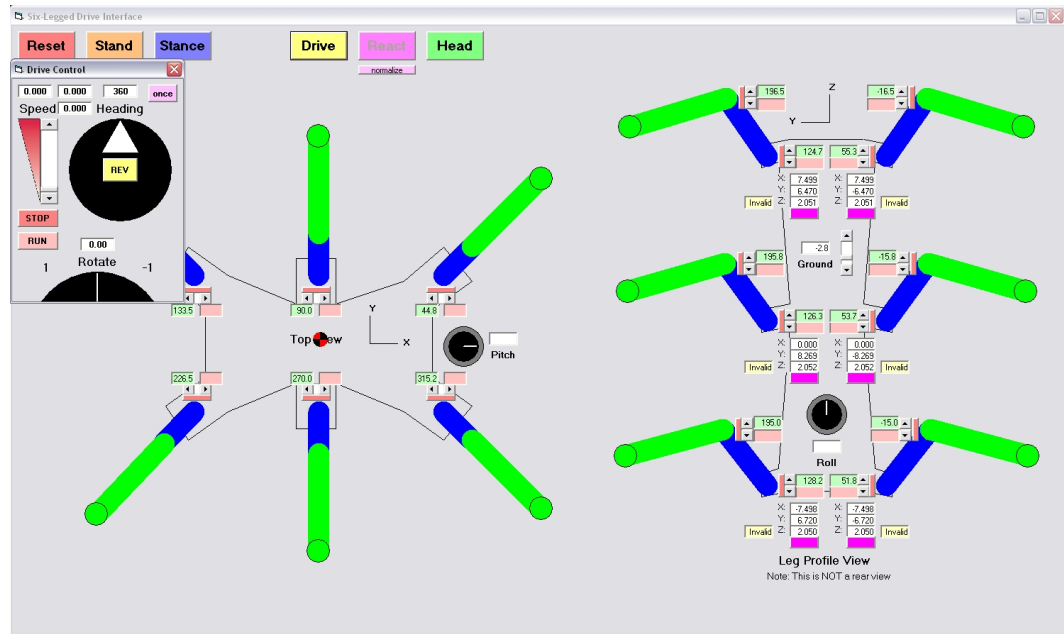 Six-Legged Drive Interface
Reset Stand Stance Drive React Head
normalize
Drive Control
0.000 0.000 360 once
Speed 0.000 Heading
REV
STOP
RUN
0.00
1 Rotate -1
133.5 90.0 44.8
Y
X
Top ew
Pitch
226.5 270.0 315.2
196.5 -16.5
Z
Y
124.7 55.3
X: 7.499 X: 7.499
Y: 6.470 Y: -6.470
Invalid Z: 2.051 Z: 2.051 Invalid
-2.8
Ground
195.8 -15.8
126.3 53.7
X: 0.000 X: 0.000
Y: 8.269 Y: -8.269
Invalid Z: 2.052 Z: 2.052 Invalid
195.0 -15.0
Roll
128.2 51.8
X: -7.498 X: -7.498
Y: 6.720 Y: -6.720
Invalid Z: 2.050 Z: 2.050 Invalid
Leg Profile View
Note: This is NOT a rear view